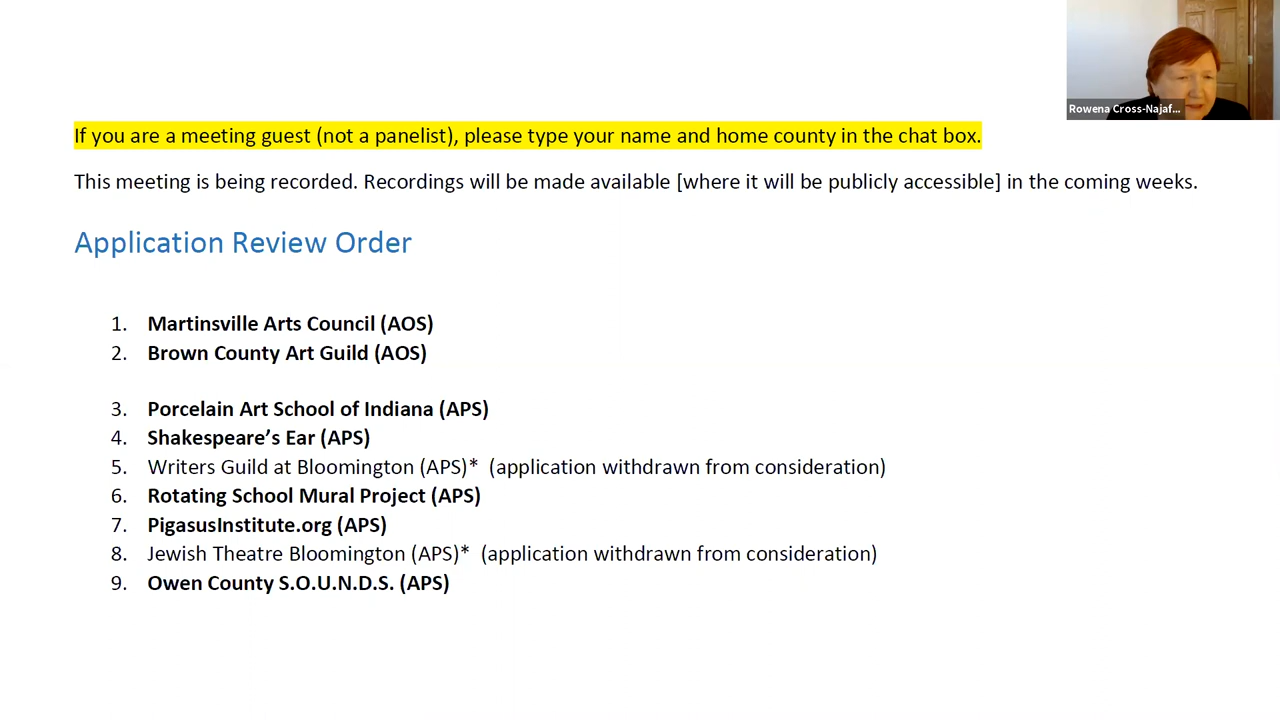 Rowena Cross-Najaf...
If you are a meeting guest (not a panelist), please type your name and home county in the chat box.
This meeting is being recorded. Recordings will be made available [where it will be publicly accessible] in the coming weeks.
Application Review Order
1. Martinsville Arts Council (AOS)
2. Brown County Art Guild (AOS)
3. Porcelain Art School of Indiana (APS)
4. Shakespeare’s Ear (APS)
5. Writers Guild at Bloomington (APS)* (application withdrawn from consideration)
6. Rotating School Mural Project (APS)
7. PigasusInstitute.org (APS)
8. Jewish Theatre Bloomington (APS)* (application withdrawn from consideration)
9. Owen County S.O.U.N.D.S. (APS)